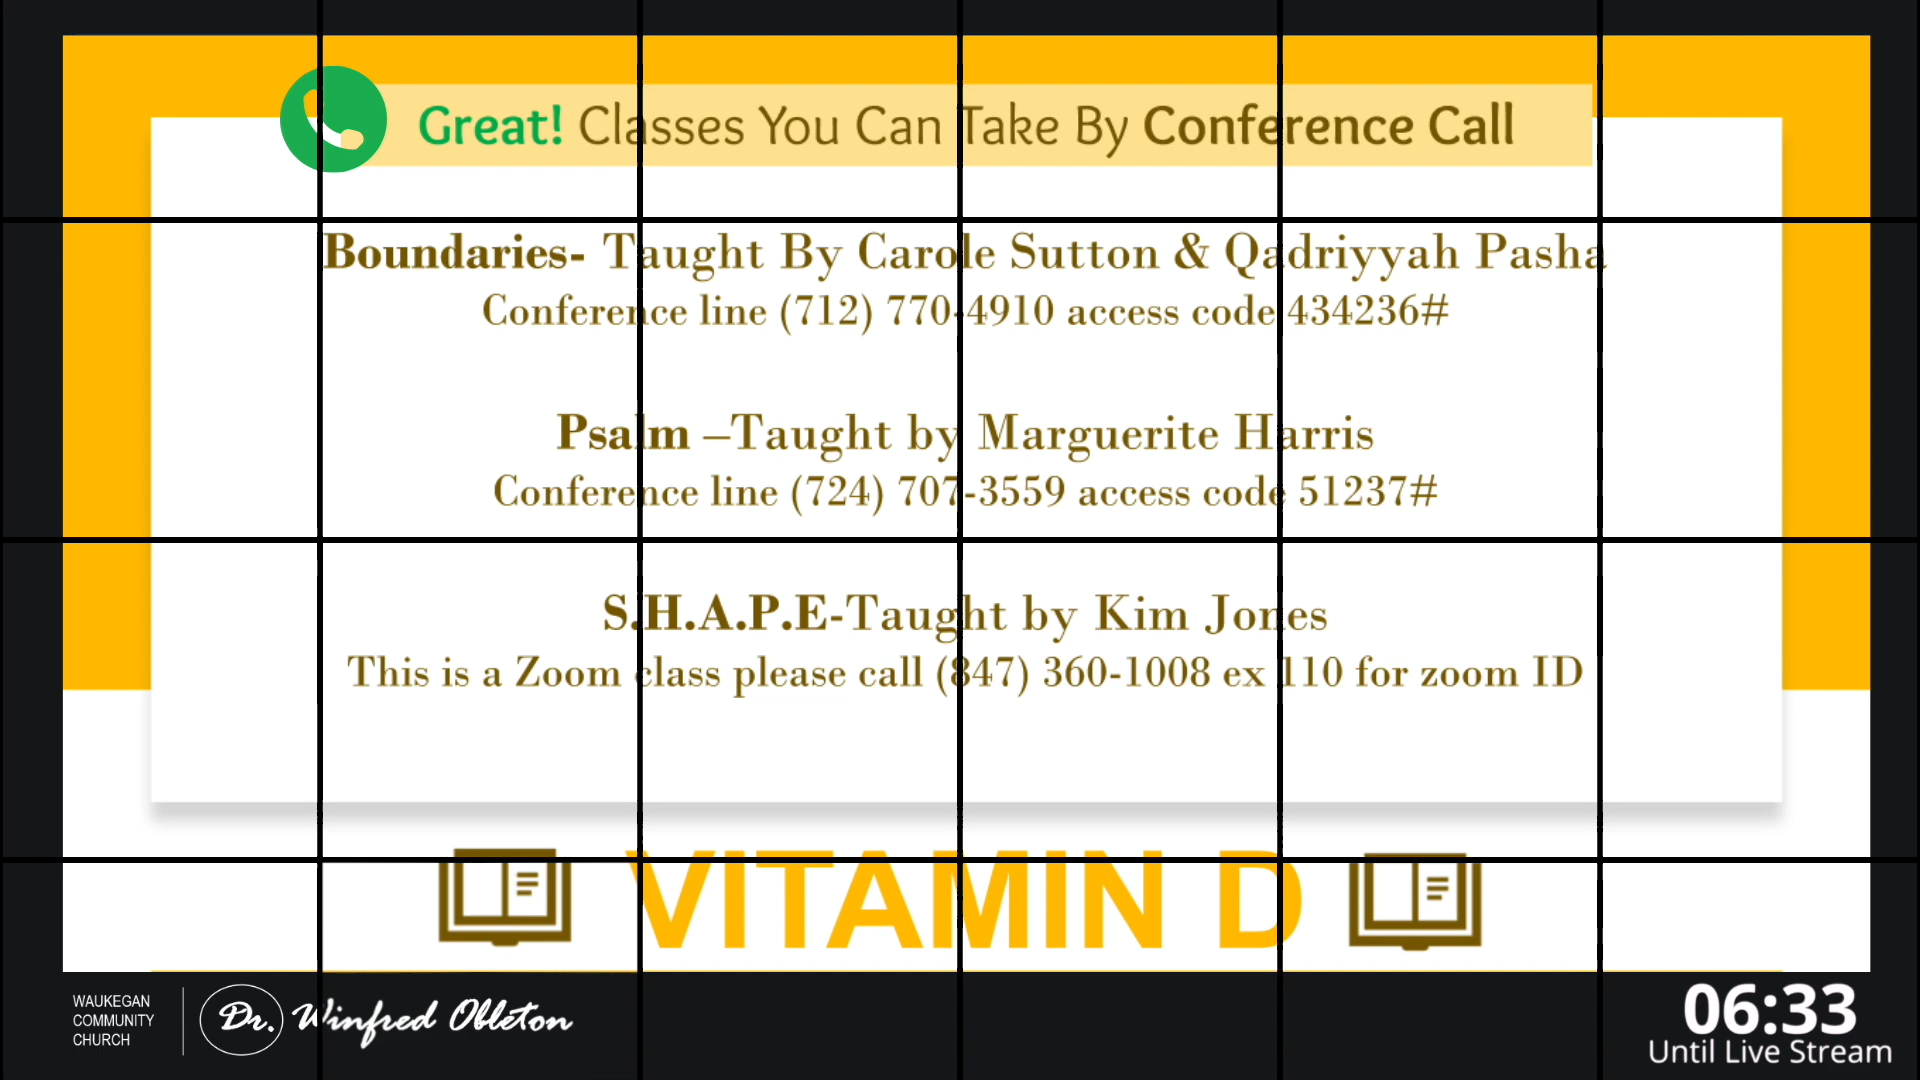 Great! Classes You Can Take By Conference Call
Boundaries- Taught By Carole Sutton & Qadriyyah Pasha
Conference line (712) 770-4910 access code 434236#
Psalm –Taught by Marguerite Harris
Conference line (724) 707-3559 access code 51237#
S.H.A.P.E-Taught by Kim Jones
This is a Zoom class please call (847) 360-1008 ex 110 for zoom ID
VITAMIN D
WAUKEGAN
COMMUNITY
CHURCH
Dr. Winfred Obleton
06:33
Until Live Stream